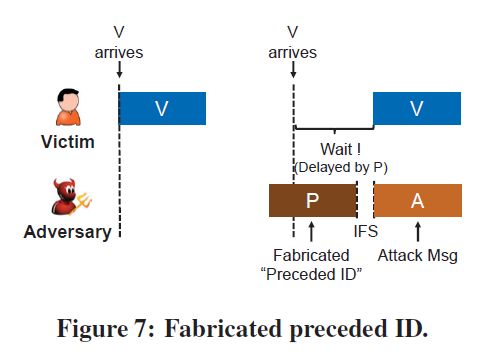 V
arrives
V
arrives
Victim
V
V
Wait !
(Delayed by P)
Adversary
P
A
IFS
Fabricated
“Preceded ID”
Attack Msg
Figure 7: Fabricated preceded ID.